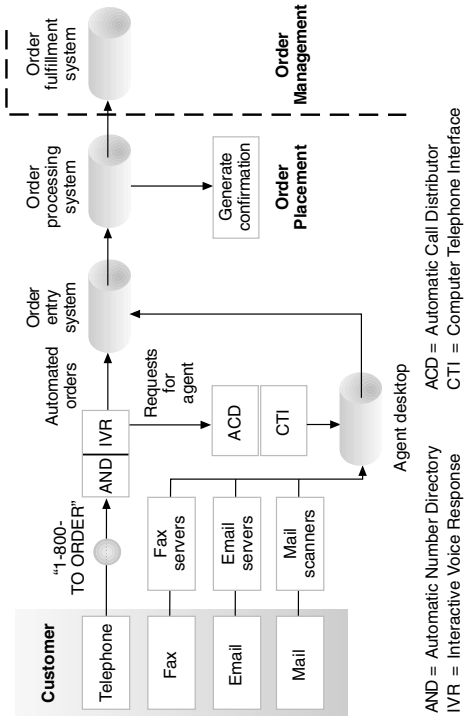 Customer
Telephone
Fax
Email
Mail
"1-800-
TO ORDER"
Fax
servers
Email
servers
Mail
scanners
AND
IVR
Automated
orders
Requests
for
agent
ACD
CTI
Agent desktop
Order
entry
system
Order
processing
system
Generate
confirmation
Order
Placement
Order
fulfillment
system
Order
Management
AND = Automatic Number Directory
IVR = Interactive Voice Response
ACD = Automatic Call Distributor
CTI = Computer Telephone Interface